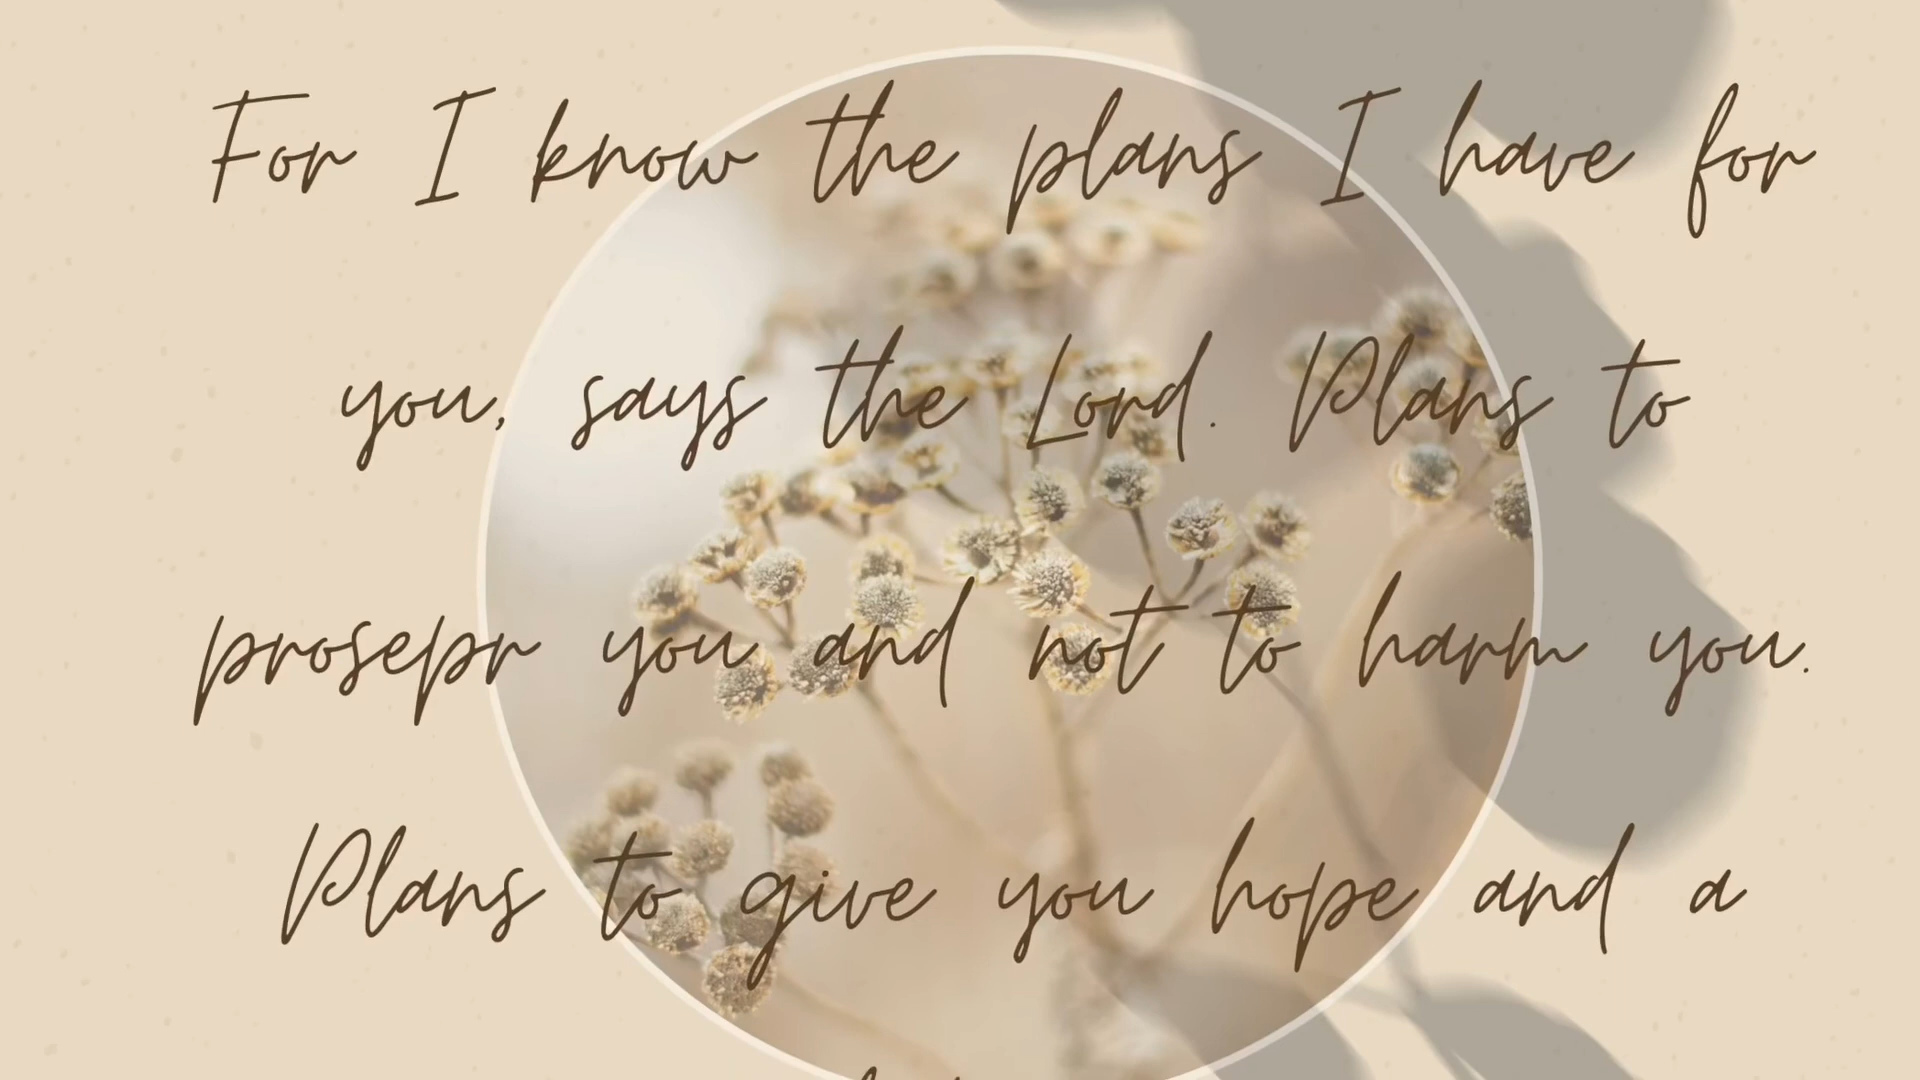 For I know the plans I have for
you, says the Lord. Plans to
prosepr you and not to harm you.
Plans to give you hope and a